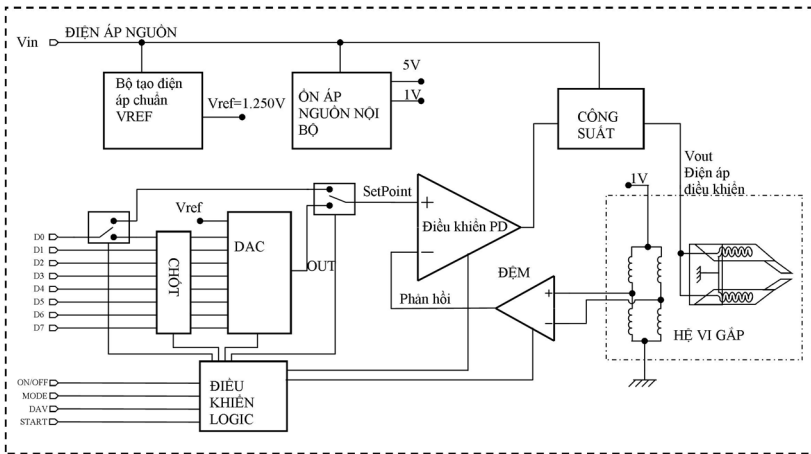 Vin
ĐIỆN ÁP NGUỒN
Bộ tạo điện
áp chuẩn
VREF
Vref=1.250V
ỔN ÁP
NGUỒN NỘI
BỘ
5V
1V
CÔNG
SUẤT
Vout
Điện áp
điều khiển
1V
SetPoint
Vref
DAC
OUT
CHỐT
Điều khiển PD
+
−
Phản hồi
ĐỆM
+
−
HỆ VI GẮP
D0
D1
D2
D3
D4
D5
D6
D7
ON/OFF
MODE
DAV
START
ĐIỀU
KHIỂN
LOGIC